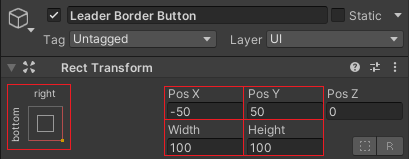 Leader Border Button
Static
Tag Untagged Layer UI
Rect Transform
right
bottom
Pos X Pos Y Pos Z
-50 50 0
Width Height
100 100
R